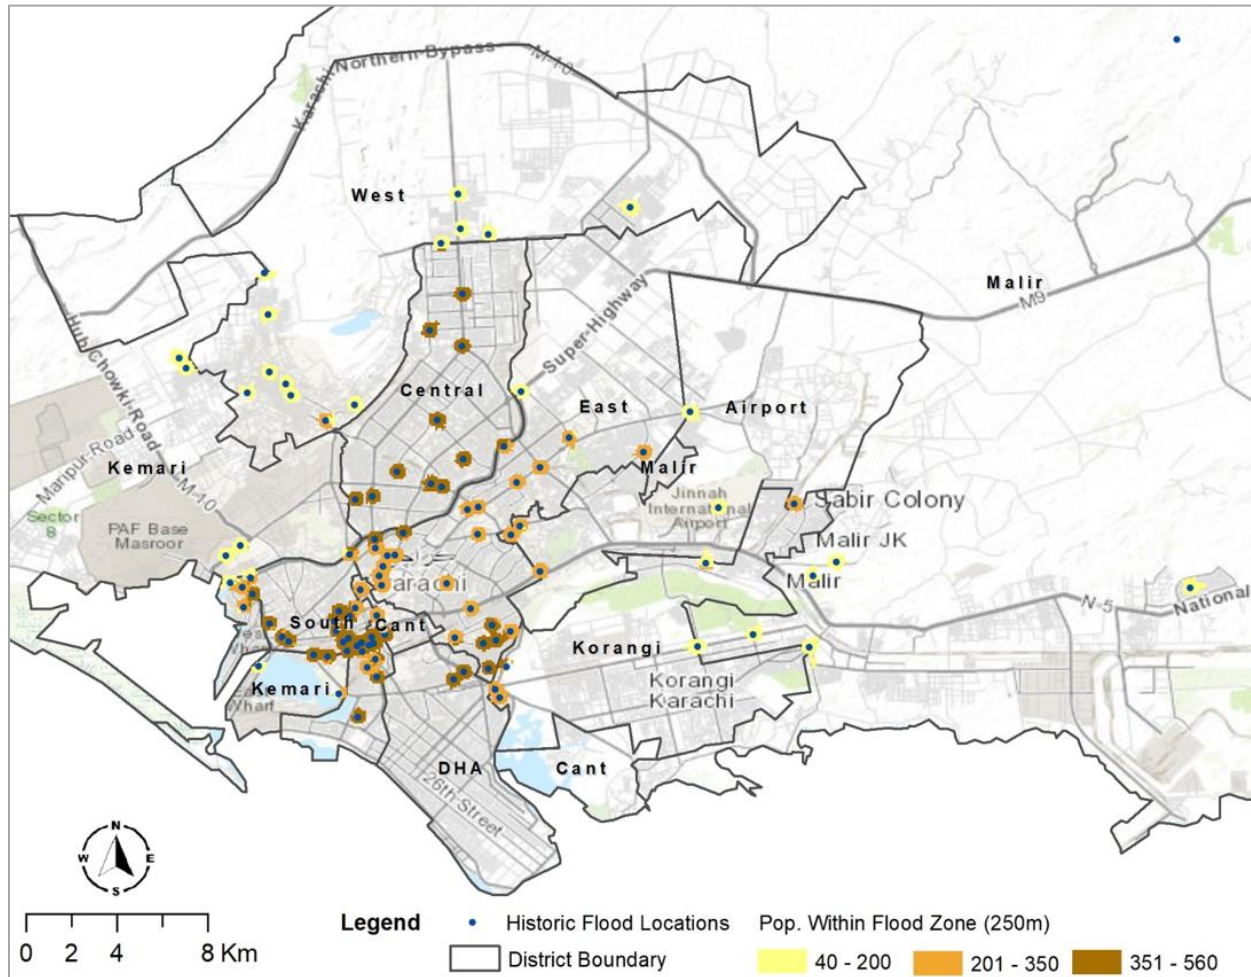 Karachi Northern Bypass
M-10
West
Malir
M9
Super Highway
Hub Chowki Road
Central
East
Airport
Maripur Road
Kemari
M-10
Malir
Sector
8
Jinnah
International
Airport
Sabir Colony
PAF Base
Masroor
Malir JK
Malir
N-5
National
South
Cant
Korangi
Korangi
Karachi
Kemari
Wharf
DHA
Cant
26th Street
N
W
E
S
Legend
Historic Flood Locations
Pop. Within Flood Zone (250m)
District Boundary
40 - 200
201 - 350
351 - 560
0 2 4 8 Km